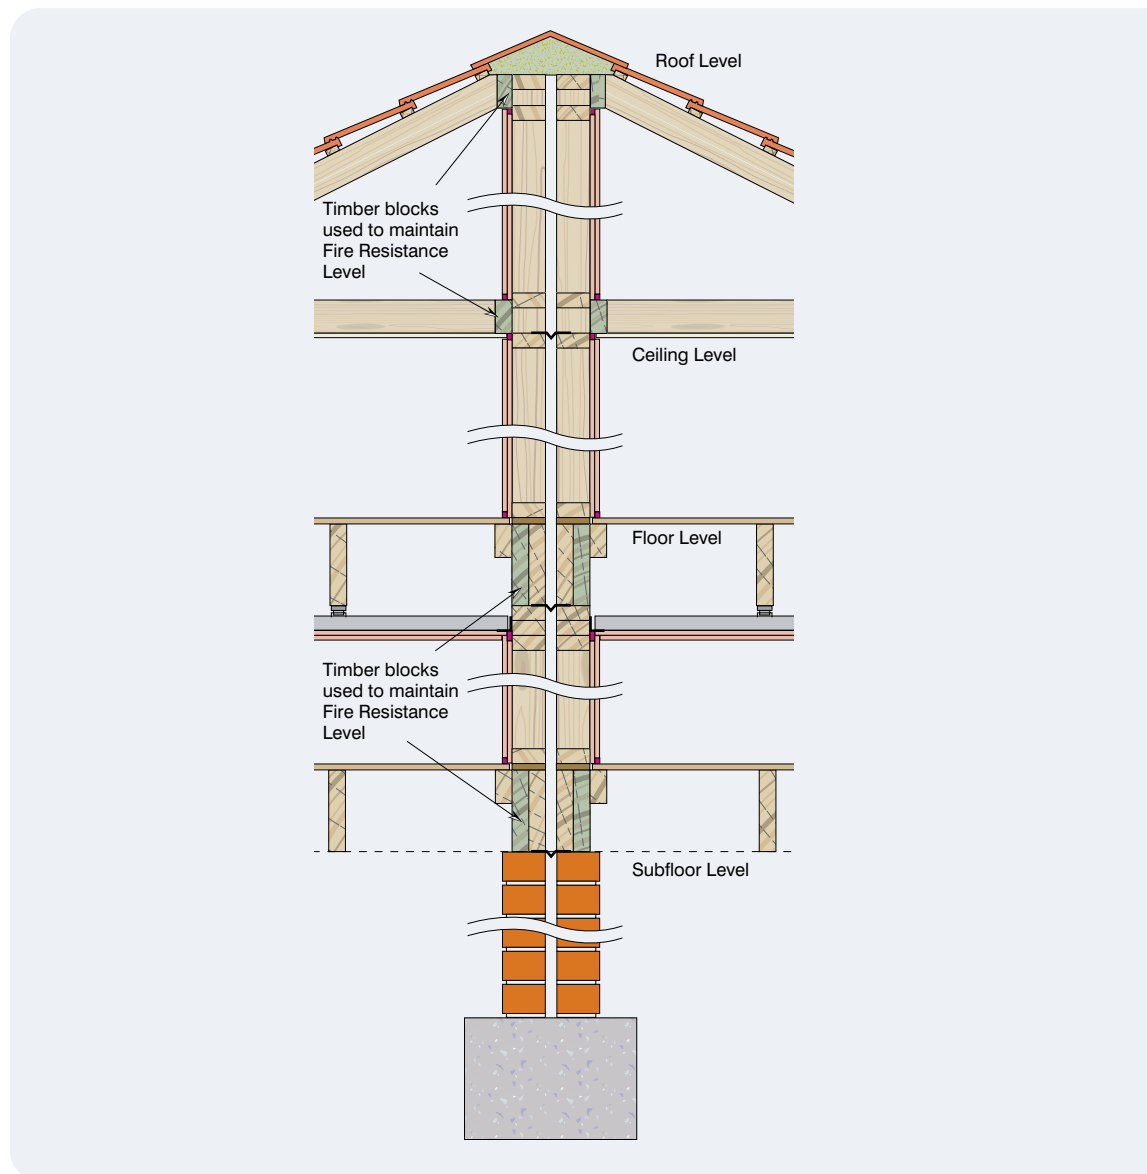 Roof Level
Timber blocks
used to maintain
Fire Resistance
Level
Ceiling Level
Floor Level
Timber blocks
used to maintain
Fire Resistance
Level
Subfloor Level